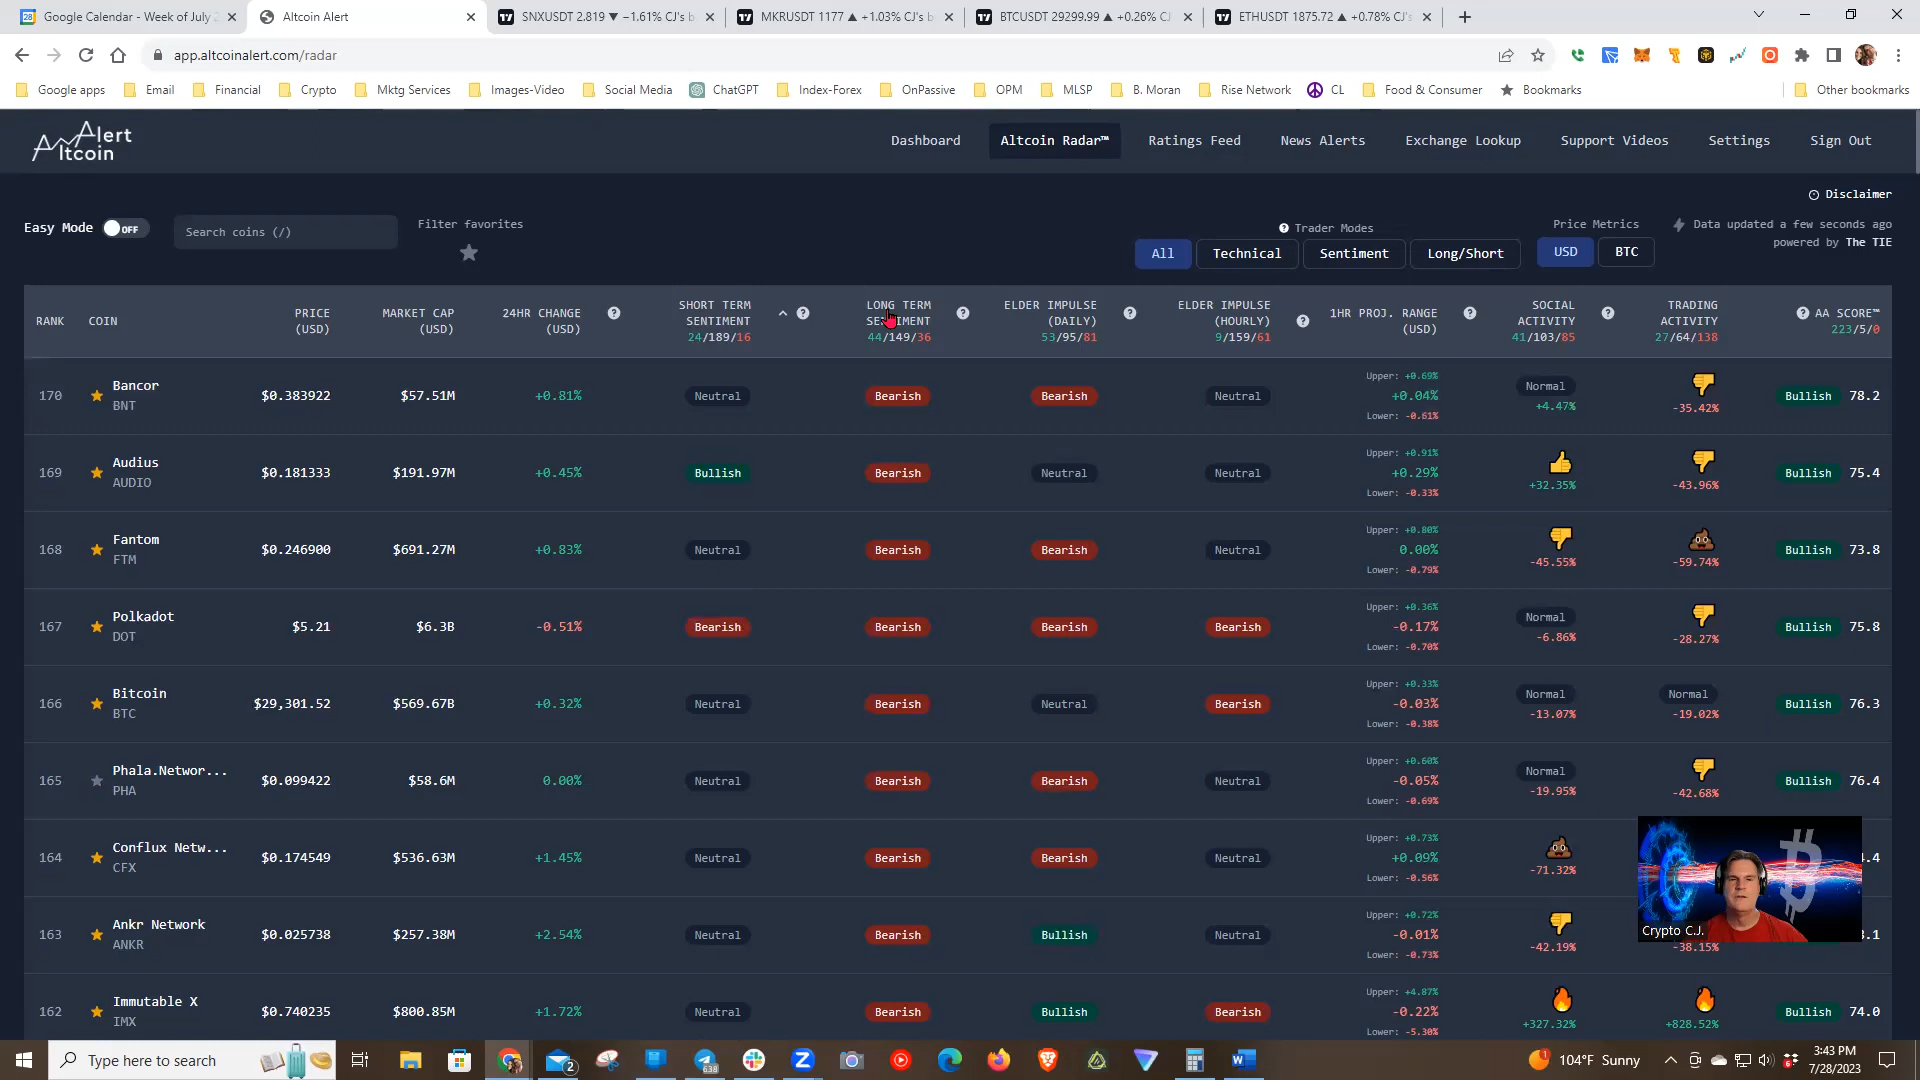 Google Calendar - Week of July 2
Altcoin Alert
SNXUSDT 2.819 ▼ −1.61% CJ's b
MKRUSDT 1177 ▲ +1.03% CJ's b
BTCUSDT 29299.99 ▲ +0.26% CJ
ETHUSDT 1875.72 ▲ +0.78% CJ's
app.altcoinalert.com/radar
Google apps Email Financial Crypto Mktg Services Images-Video Social Media ChatGPT Index-Forex OnPassive OPM MLSP B. Moran Rise Network CL Food & Consumer Bookmarks Other bookmarks
Alert
Altcoin
Dashboard Altcoin Radar™ Ratings Feed News Alerts Exchange Lookup Support Videos Settings Sign Out
Disclaimer
Easy Mode OFF
Search coins (/)
Filter favorites
Trader Modes
All Technical Sentiment Long/Short
Price Metrics
USD BTC
Data updated a few seconds ago
powered by The TIE
RANK COIN
PRICE
(USD)
MARKET CAP
(USD)
24HR CHANGE
(USD)
SHORT TERM
SENTIMENT
24/189/16
LONG TERM
SENTIMENT
44/149/36
ELDER IMPULSE
(DAILY)
53/95/81
ELDER IMPULSE
(HOURLY)
9/159/61
1HR PROJ. RANGE
(USD)
SOCIAL
ACTIVITY
41/103/85
TRADING
ACTIVITY
27/64/138
AA SCORE™
223/5/0
170 Bancor BNT $0.383922 $57.51M +0.81% Neutral Bearish Bearish Neutral
Upper: +0.69%
+0.04%
Lower: -0.61%
Normal +4.47% -35.42% Bullish 78.2
169 Audius AUDIO $0.181333 $191.97M +0.45% Bullish Bearish Neutral Neutral
Upper: +0.91%
+0.29%
Lower: -0.33%
+32.35% -43.96% Bullish 75.4
168 Fantom FTM $0.246900 $691.27M +0.83% Neutral Bearish Bearish Neutral
Upper: +0.80%
0.00%
Lower: -0.79%
-45.55% -59.74% Bullish 73.8
167 Polkadot DOT $5.21 $6.3B -0.51% Bearish Bearish Bearish Bearish
Upper: +0.36%
-0.17%
Lower: -0.70%
Normal -6.86% -28.27% Bullish 75.8
166 Bitcoin BTC $29,301.52 $569.67B +0.32% Neutral Bearish Neutral Bearish
Upper: +0.33%
-0.03%
Lower: -0.38%
Normal -13.07% Normal -19.02% Bullish 76.3
165 Phala.Networ... PHA $0.099422 $58.6M 0.00% Neutral Bearish Bearish Neutral
Upper: +0.60%
-0.05%
Lower: -0.69%
Normal -19.95% -42.68% Bullish 76.4
164 Conflux Netw... CFX $0.174549 $536.63M +1.45% Neutral Bearish Bearish Neutral
Upper: +0.73%
+0.09%
Lower: -0.56%
-71.32% .4
163 Ankr Network ANKR $0.025738 $257.38M +2.54% Neutral Bearish Bullish Neutral
Upper: +0.72%
-0.01%
Lower: -0.73%
-42.19% -38.15% .1
Crypto C.J.
162 Immutable X IMX $0.740235 $800.85M +1.72% Neutral Bearish Bullish Bearish
Upper: +4.87%
-0.22%
Lower: -5.30%
+327.32% +828.52% Bullish 74.0
Type here to search
2
638
104°F Sunny
3:43 PM
7/28/2023